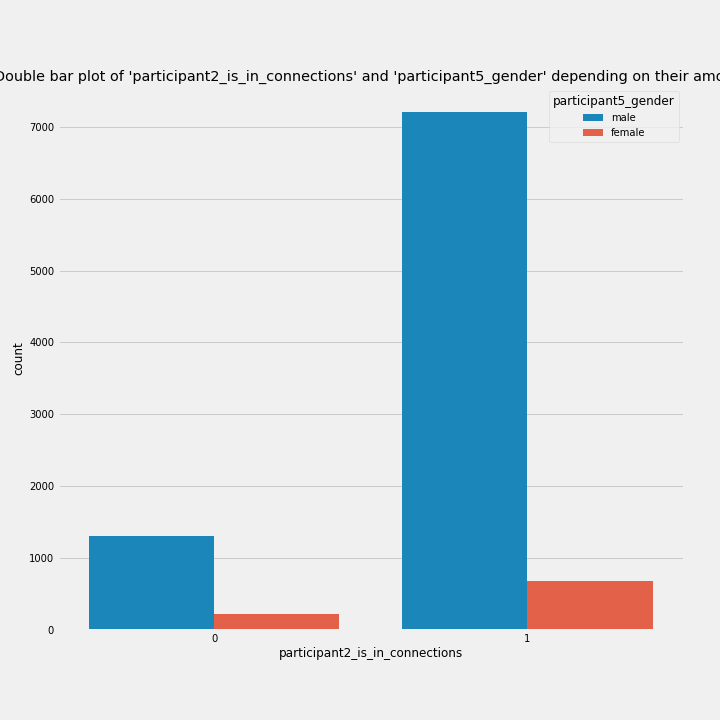 Double bar plot of 'participant2_is_in_connections' and 'participant5_gender' depending on their
participant5_gender
male
female
7000
6000
5000
4000
3000
2000
1000
0
count
0 1
participant2_is_in_connections